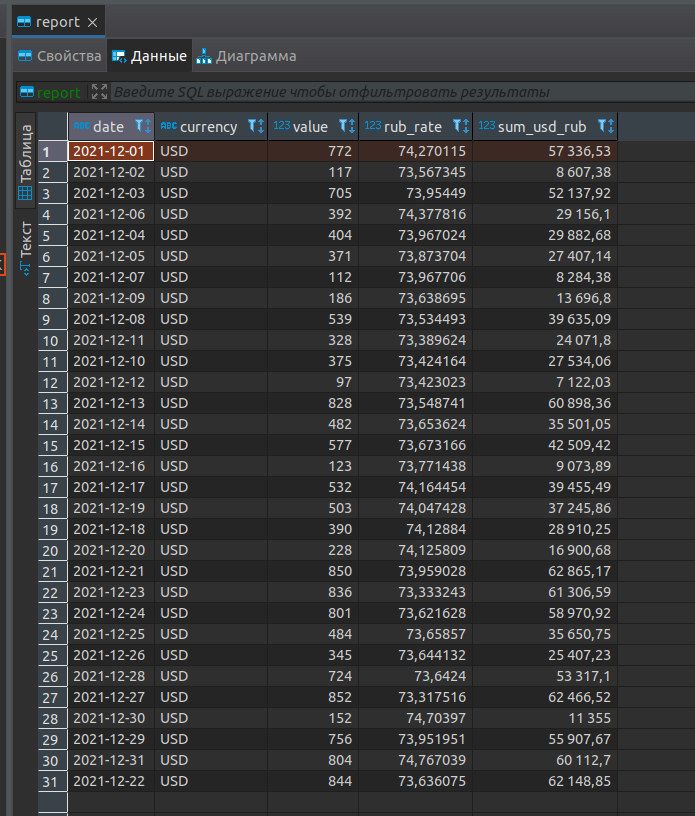 report
Свойства Данные Диаграмма
report Введите SQL выражение чтобы отфильтровать результаты
Таблица
Текст
ABC date ABC currency 123 value 123 rub_rate 123 sum_usd_rub
1 2021-12-01 USD 772 74,270115 57 336,53
2 2021-12-02 USD 117 73,567345 8 607,38
3 2021-12-03 USD 705 73,95449 52 137,92
4 2021-12-06 USD 392 74,377816 29 156,1
5 2021-12-04 USD 404 73,967024 29 882,68
6 2021-12-05 USD 371 73,873704 27 407,14
7 2021-12-07 USD 112 73,967706 8 284,38
8 2021-12-09 USD 186 73,638695 13 696,8
9 2021-12-08 USD 539 73,534493 39 635,09
10 2021-12-11 USD 328 73,389624 24 071,8
11 2021-12-10 USD 375 73,424164 27 534,06
12 2021-12-12 USD 97 73,423023 7 122,03
13 2021-12-13 USD 828 73,548741 60 898,36
14 2021-12-14 USD 482 73,653624 35 501,05
15 2021-12-15 USD 577 73,673166 42 509,42
16 2021-12-16 USD 123 73,771438 9 073,89
17 2021-12-17 USD 532 74,164454 39 455,49
18 2021-12-19 USD 503 74,047428 37 245,86
19 2021-12-18 USD 390 74,12884 28 910,25
20 2021-12-20 USD 228 74,125809 16 900,68
21 2021-12-21 USD 850 73,959028 62 865,17
22 2021-12-23 USD 836 73,333243 61 306,59
23 2021-12-24 USD 801 73,621628 58 970,92
24 2021-12-25 USD 484 73,65857 35 650,75
25 2021-12-26 USD 345 73,644132 25 407,23
26 2021-12-28 USD 724 73,6424 53 317,1
27 2021-12-27 USD 852 73,317516 62 466,52
28 2021-12-30 USD 152 74,70397 11 355
29 2021-12-29 USD 756 73,951951 55 907,67
30 2021-12-31 USD 804 74,767039 60 112,7
31 2021-12-22 USD 844 73,636075 62 148,85